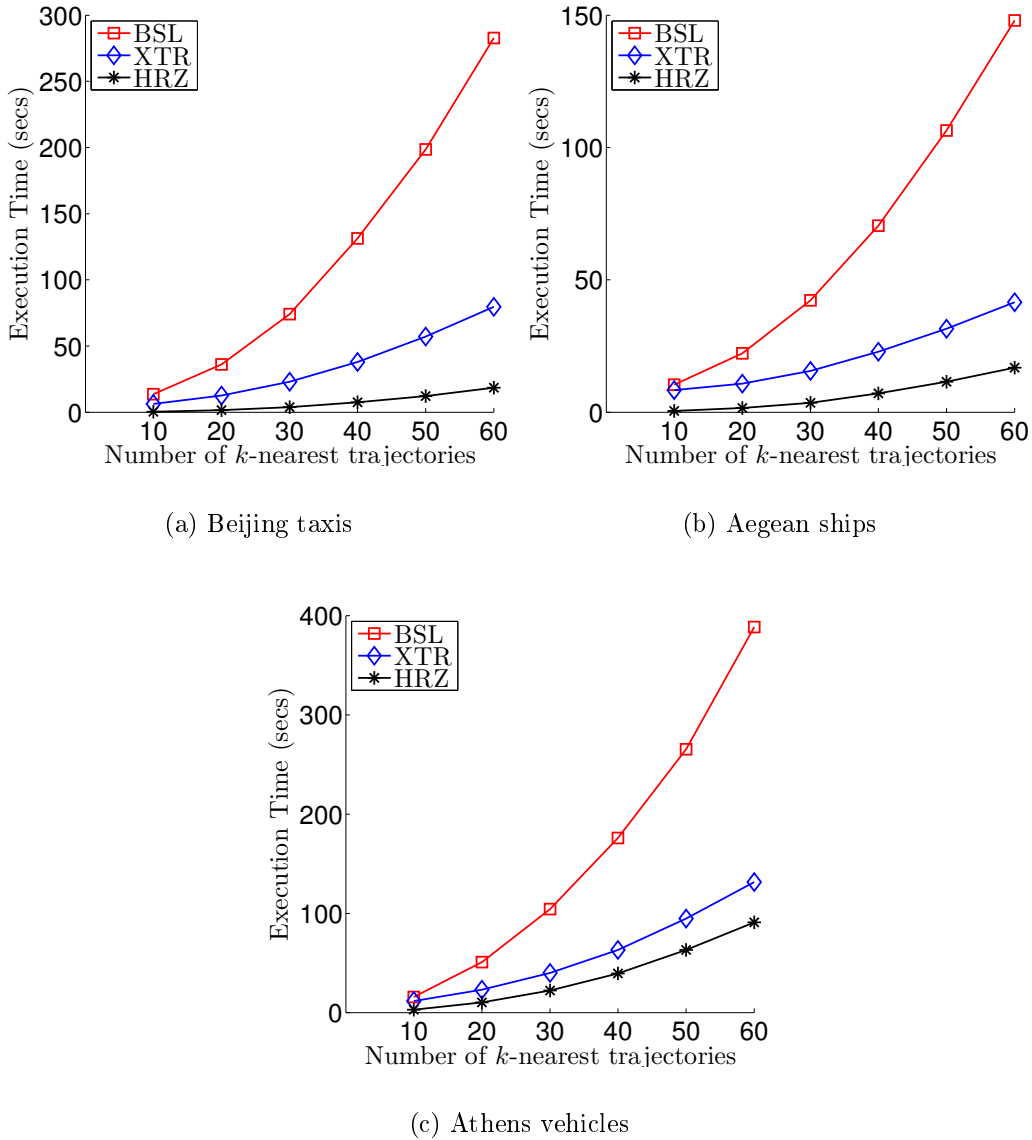 300
250
200
150
100
50
0
Execution Time (secs)
BSL
XTR
HRZ
10 20 30 40 50 60
Number of k-nearest trajectories
(a) Beijing taxis
150
100
50
0
Execution Time (secs)
BSL
XTR
HRZ
10 20 30 40 50 60
Number of k-nearest trajectories
(b) Aegean ships
400
300
200
100
0
Execution Time (secs)
BSL
XTR
HRZ
10 20 30 40 50 60
Number of k-nearest trajectories
(c) Athens vehicles